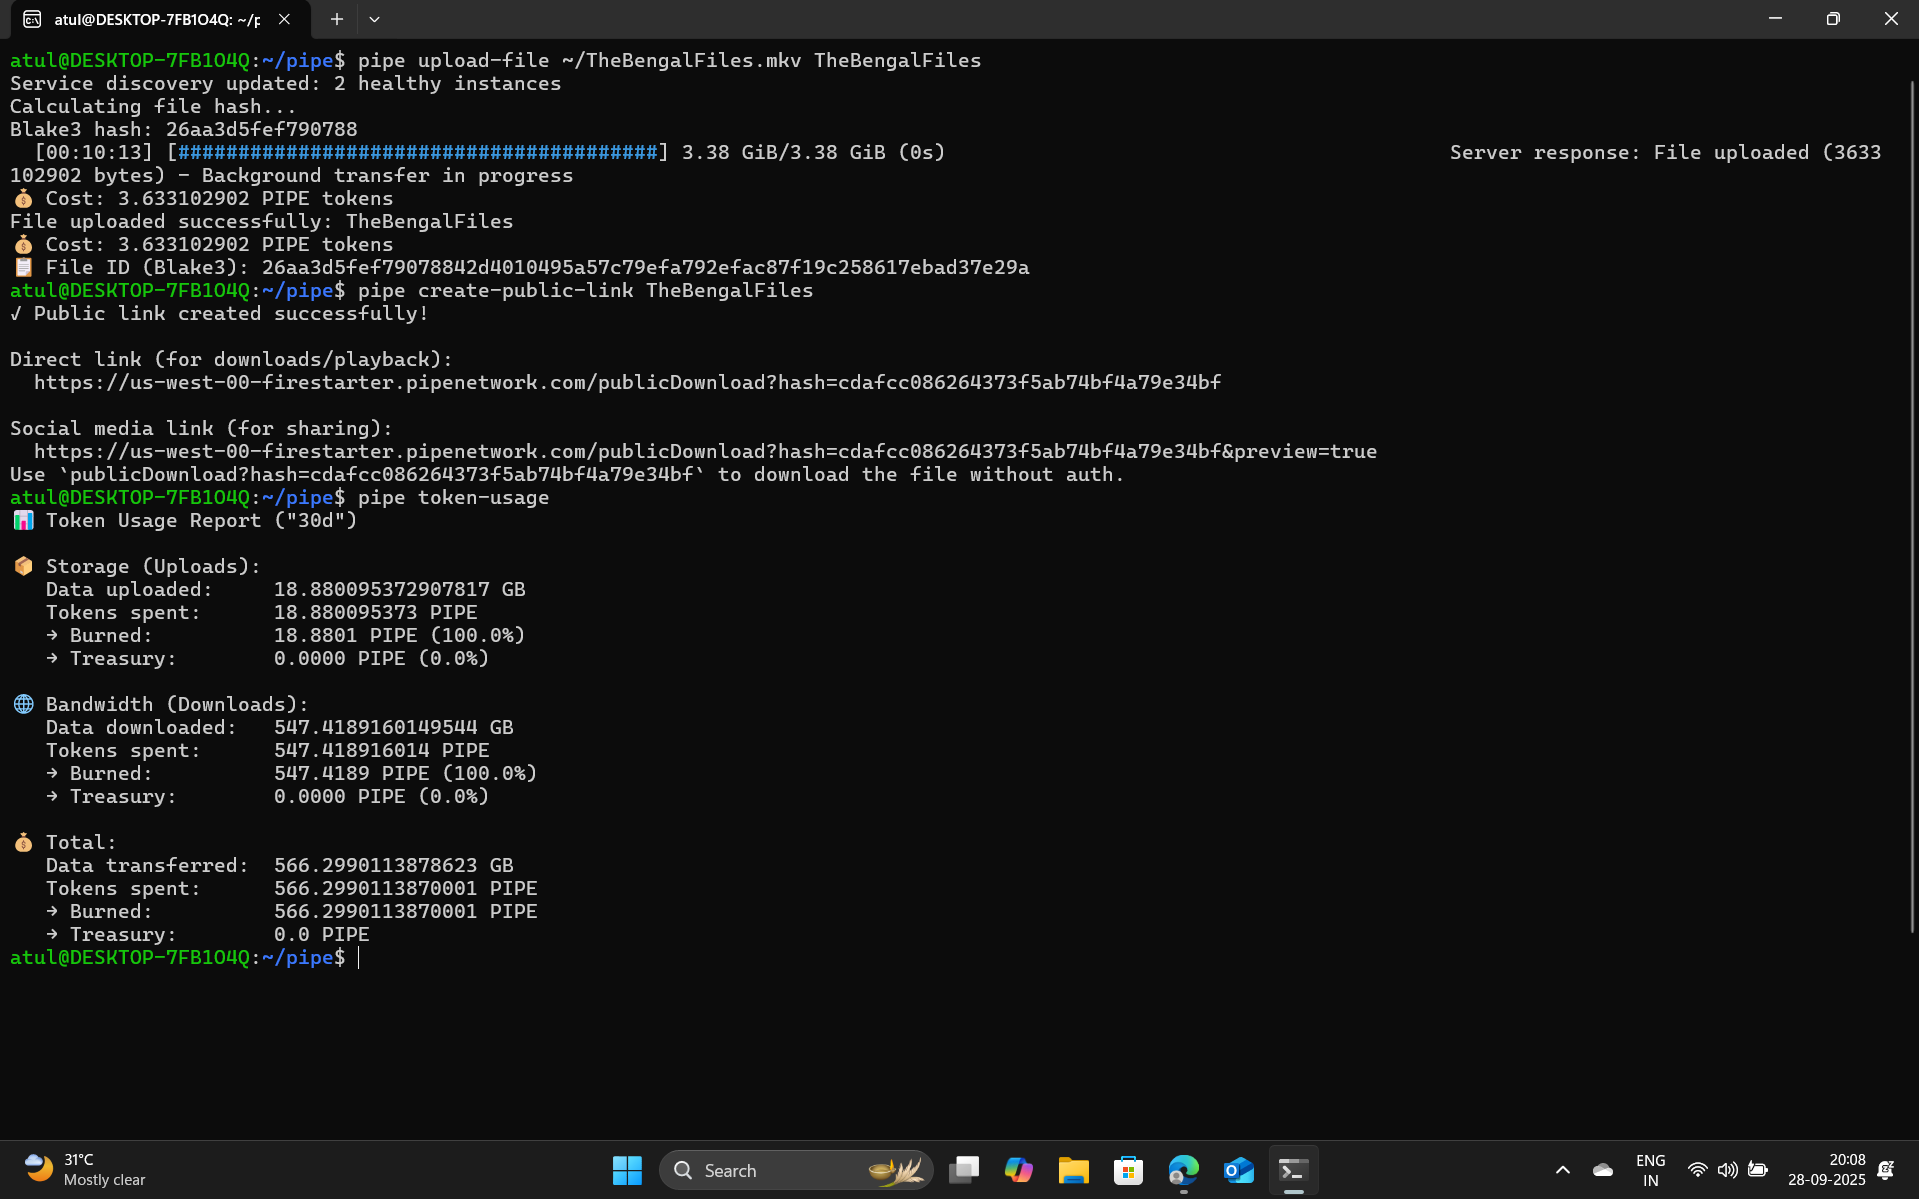 atul@DESKTOP-7FB1O4Q: ~/p
atul@DESKTOP-7FB1O4Q:~/pipe$ pipe upload-file ~/TheBengalFiles.mkv TheBengalFiles
Service discovery updated: 2 healthy instances
Calculating file hash...
Blake3 hash: 26aa3d5fef790788
[00:10:13] [########################################] 3.38 GiB/3.38 GiB (0s) Server response: File uploaded (3633
102902 bytes) - Background transfer in progress
💰 Cost: 3.633102902 PIPE tokens
File uploaded successfully: TheBengalFiles
💰 Cost: 3.633102902 PIPE tokens
📋 File ID (Blake3): 26aa3d5fef79078842d4010495a57c79efa792efac87f19c258617ebad37e29a
atul@DESKTOP-7FB1O4Q:~/pipe$ pipe create-public-link TheBengalFiles
✓ Public link created successfully!
Direct link (for downloads/playback):
https://us-west-00-firestarter.pipenetwork.com/publicDownload?hash=cdafcc086264373f5ab74bf4a79e34bf
Social media link (for sharing):
https://us-west-00-firestarter.pipenetwork.com/publicDownload?hash=cdafcc086264373f5ab74bf4a79e34bf&preview=true
Use `publicDownload?hash=cdafcc086264373f5ab74bf4a79e34bf` to download the file without auth.
atul@DESKTOP-7FB1O4Q:~/pipe$ pipe token-usage
📊 Token Usage Report ("30d")
📦 Storage (Uploads):
Data uploaded: 18.880095372907817 GB
Tokens spent: 18.880095373 PIPE
→ Burned: 18.8801 PIPE (100.0%)
→ Treasury: 0.0000 PIPE (0.0%)
🌐 Bandwidth (Downloads):
Data downloaded: 547.4189160149544 GB
Tokens spent: 547.418916014 PIPE
→ Burned: 547.4189 PIPE (100.0%)
→ Treasury: 0.0000 PIPE (0.0%)
💰 Total:
Data transferred: 566.2990113878623 GB
Tokens spent: 566.2990113870001 PIPE
→ Burned: 566.2990113870001 PIPE
→ Treasury: 0.0 PIPE
atul@DESKTOP-7FB1O4Q:~/pipe$
31°C
Mostly clear
Search
ENG
IN
20:08
28-09-2025